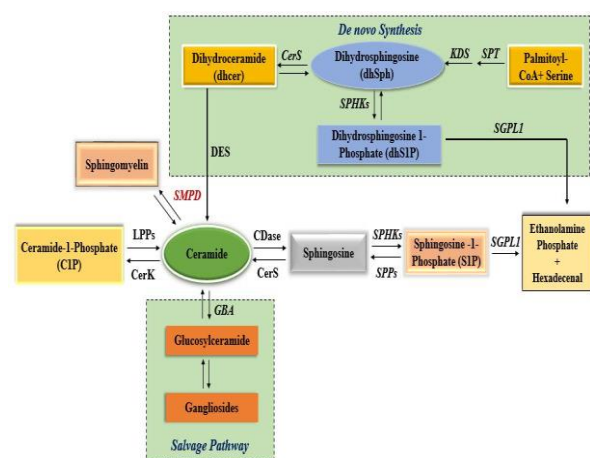 De novo Synthesis
Dihydroceramide
(dhcer)
CerS
Dihydrosphingosine
(dhSph)
KDS
SPT
Palmitoyl-
CoA+ Serine
SPHKs
Dihydrosphingosine 1-
Phosphate (dhS1P)
SGPL1
DES
Sphingomyelin
SMPD
Ceramide-1-Phosphate
(C1P)
LPPs
CerK
Ceramide
CDase
CerS
Sphingosine
SPHKs
SPPs
Sphingosine -1-
Phosphate (S1P)
SGPL1
Ethanolamine
Phosphate
+
Hexadecenal
GBA
Glucosylceramide
Gangliosides
Salvage Pathway